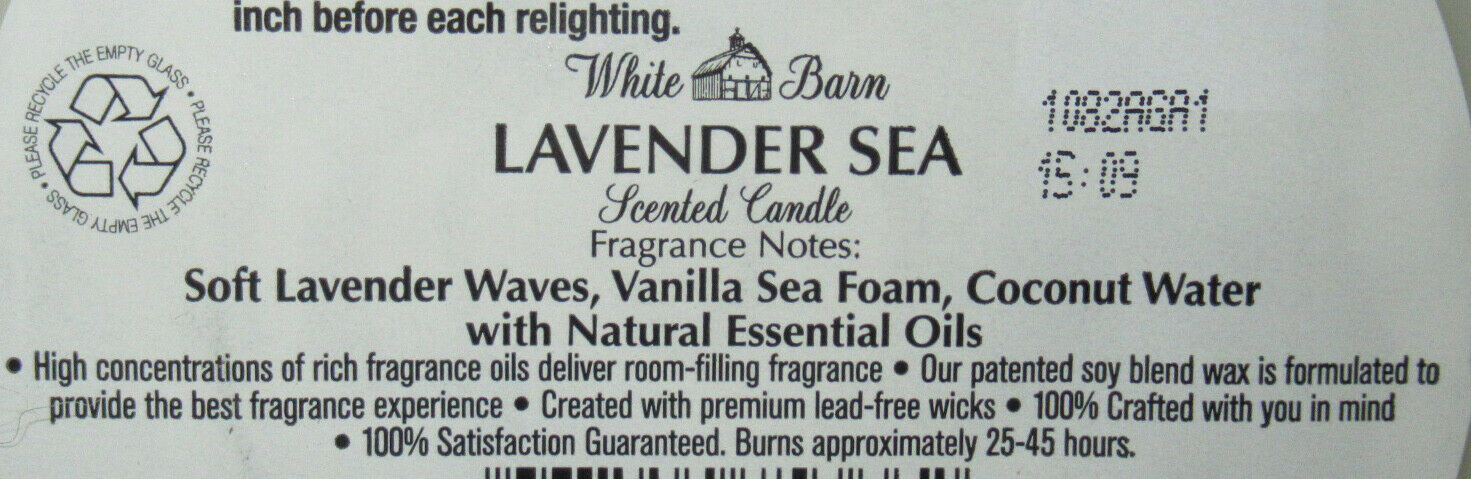 inch before each relighting.
White Barn
LAVENDER SEA
Scented Candle
Fragrance Notes:
Soft Lavender Waves, Vanilla Sea Foam, Coconut Water
with Natural Essential Oils
• High concentrations of rich fragrance oils deliver room-filling fragrance • Our patented soy blend wax is formulated to
provide the best fragrance experience • Created with premium lead-free wicks • 100% Crafted with you in mind
• 100% Satisfaction Guaranteed. Burns approximately 25-45 hours.
PLEASE RECYCLE THE EMPTY GLASS • PLEASE RECYCLE THE EMPTY GLASS •
1082AGA1
15:09